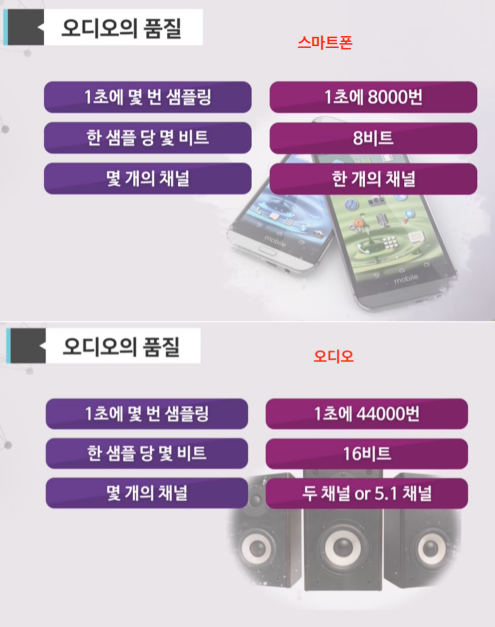 오디오의 품질
스마트폰
1초에 몇 번 샘플링 1초에 8000번
한 샘플 당 몇 비트 8비트
몇 개의 채널 한 개의 채널
mobile
mobile
오디오의 품질
오디오
1초에 몇 번 샘플링 1초에 44000번
한 샘플 당 몇 비트 16비트
몇 개의 채널 두 채널 or 5.1 채널